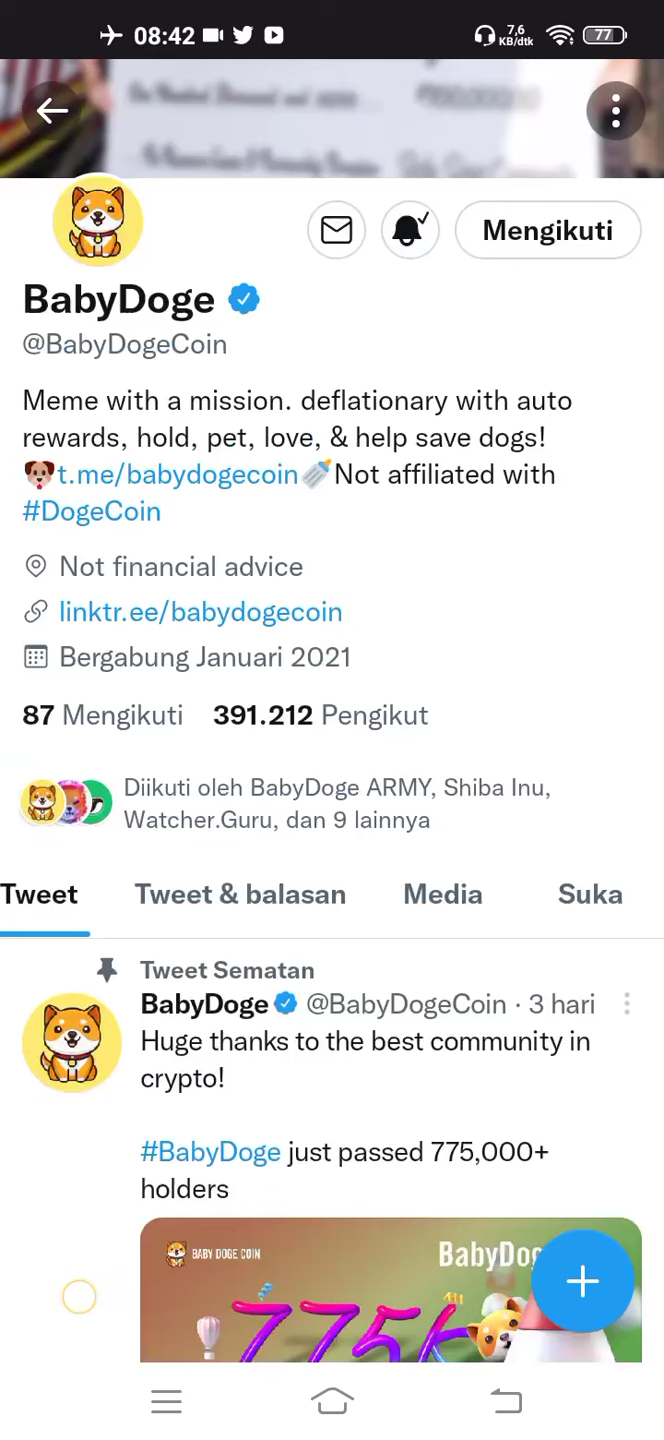 08:42
7,6
KB/dtk
77
Mengikuti
BabyDoge
@BabyDogeCoin
Meme with a mission. deflationary with auto
rewards, hold, pet, love, & help save dogs!
🐶t.me/babydogecoin🍼Not affiliated with
#DogeCoin
Not financial advice
linktr.ee/babydogecoin
Bergabung Januari 2021
87 Mengikuti 391.212 Pengikut
Diikuti oleh BabyDoge ARMY, Shiba Inu,
Watcher.Guru, dan 9 lainnya
Tweet Tweet & balasan Media Suka
Tweet Sematan
BabyDoge @BabyDogeCoin · 3 hari
Huge thanks to the best community in
crypto!
#BabyDoge just passed 775,000+
holders
BABY DOGE COIN
BabyDog
775K